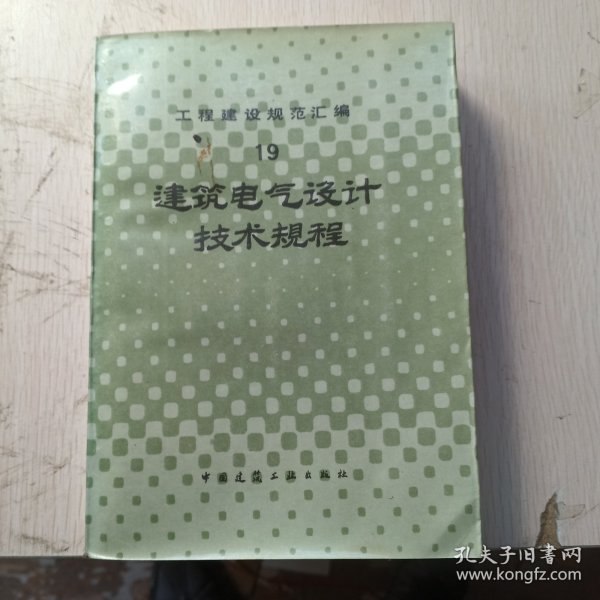 工程建设规范汇编
19
建筑电气设计
技术规程
中国建筑工业出版社
孔夫子旧书网
www.kongfz.com